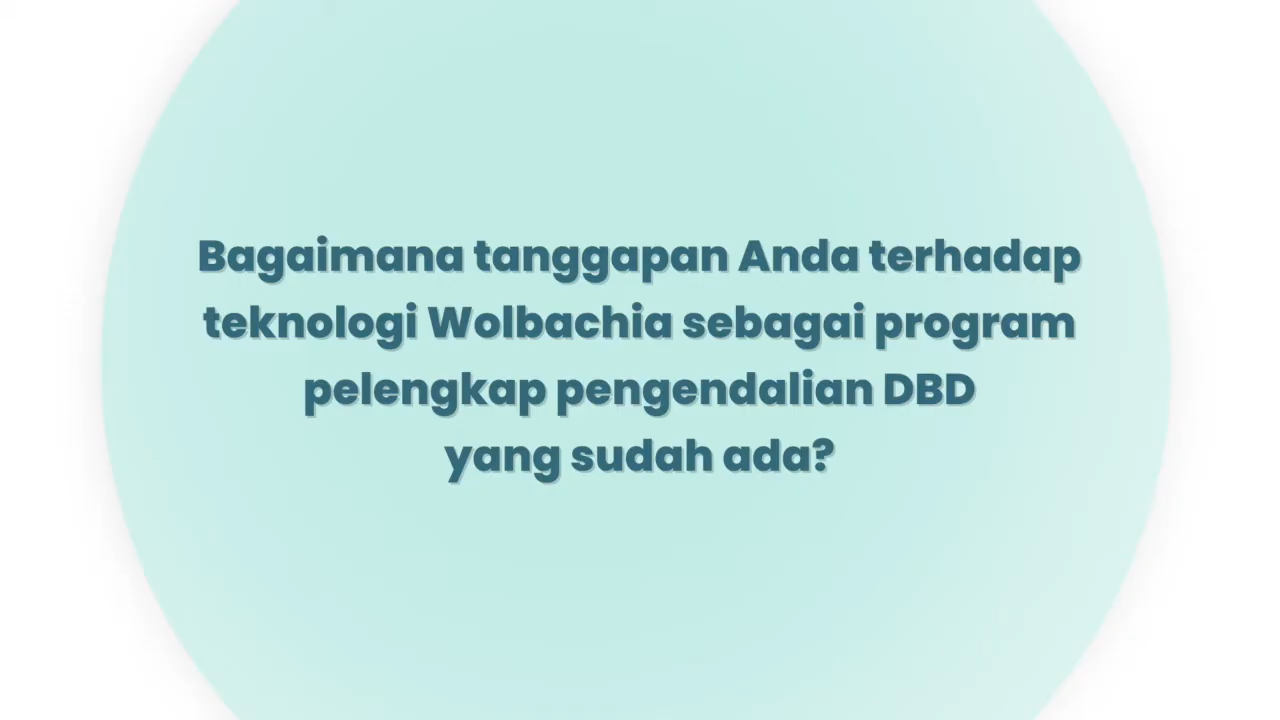 Bagaimana tanggapan Anda terhadap
teknologi Wolbachia sebagai program
pelengkap pengendalian DBD
yang sudah ada?